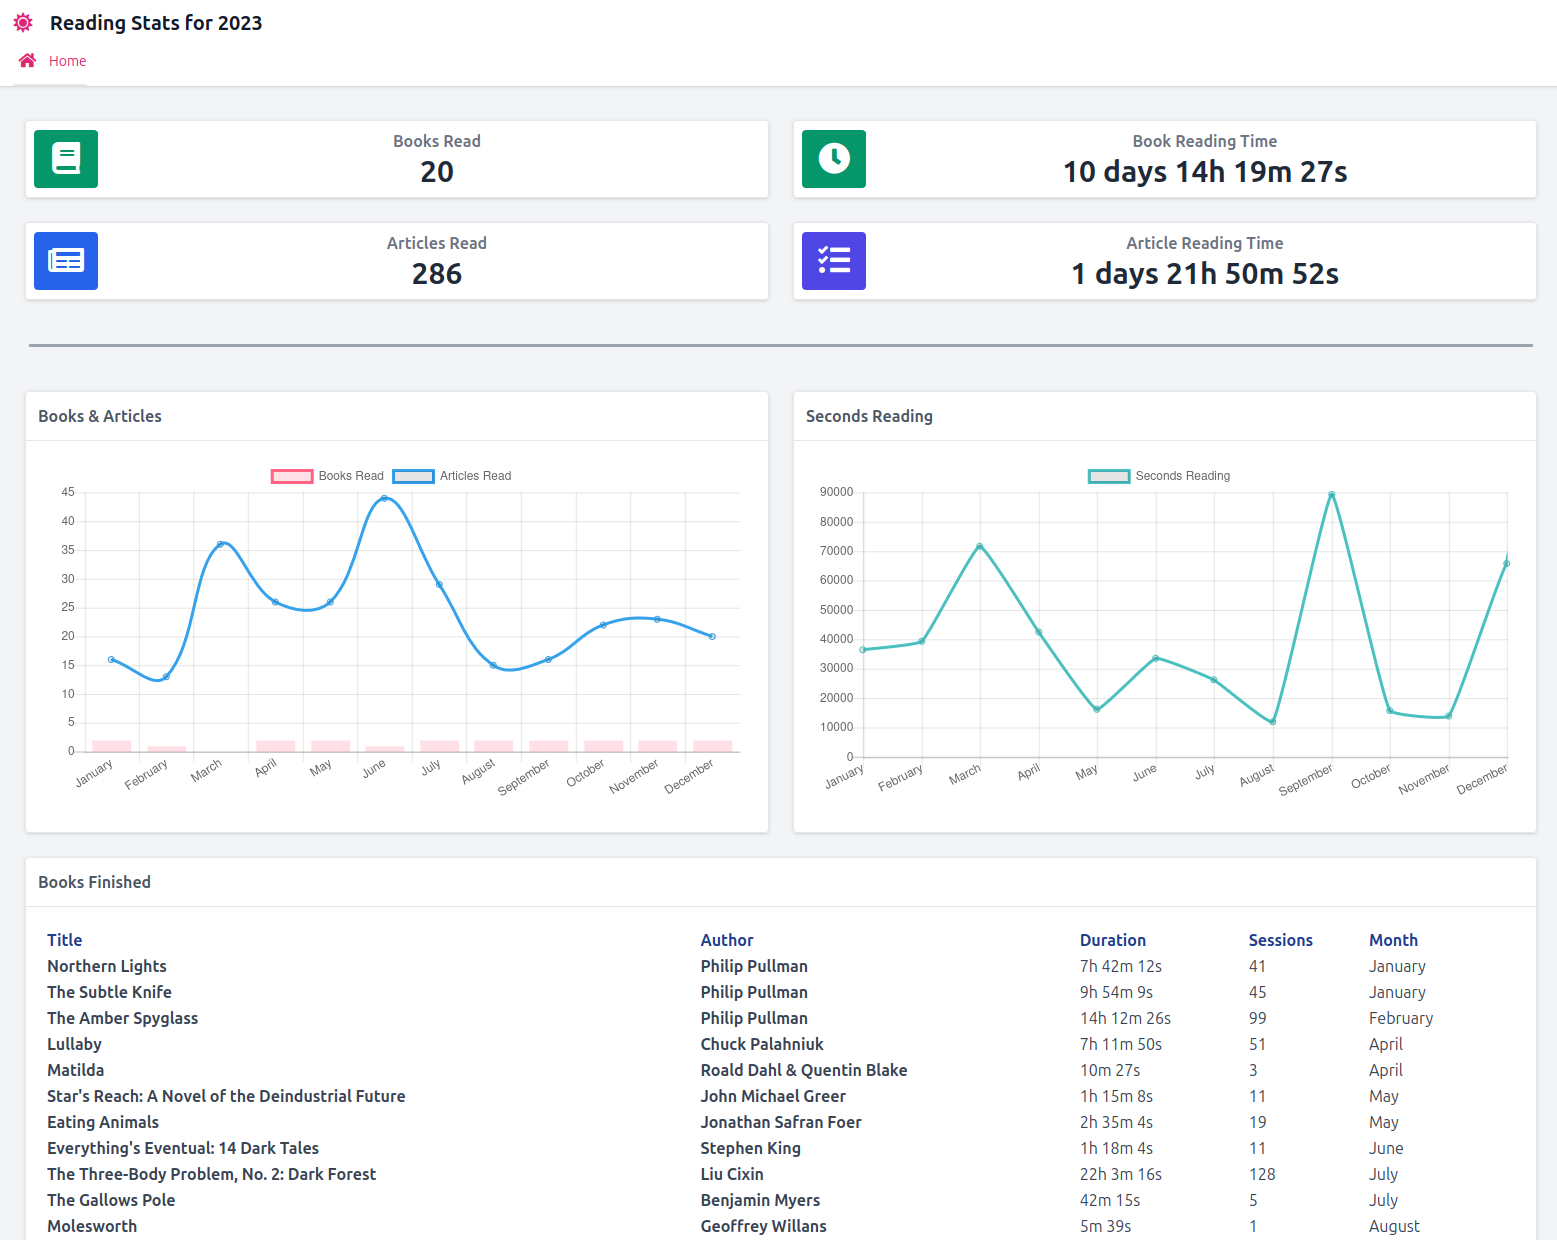 Reading Stats for 2023
Home
Books Read
20
Book Reading Time
10 days 14h 19m 27s
Articles Read
286
Article Reading Time
1 days 21h 50m 52s
Books & Articles
Books Read Articles Read
45
40
35
30
25
20
15
10
5
0
January February March April May June July August September October November December
Seconds Reading
Seconds Reading
90000
80000
70000
60000
50000
40000
30000
20000
10000
0
January February March April May June July August September October November December
Books Finished
Title Author Duration Sessions Month
Northern Lights Philip Pullman 7h 42m 12s 41 January
The Subtle Knife Philip Pullman 9h 54m 9s 45 January
The Amber Spyglass Philip Pullman 14h 12m 26s 99 February
Lullaby Chuck Palahniuk 7h 11m 50s 51 April
Matilda Roald Dahl & Quentin Blake 10m 27s 3 April
Star's Reach: A Novel of the Deindustrial Future John Michael Greer 1h 15m 8s 11 May
Eating Animals Jonathan Safran Foer 2h 35m 4s 19 May
Everything's Eventual: 14 Dark Tales Stephen King 1h 18m 4s 11 June
The Three-Body Problem, No. 2: Dark Forest Liu Cixin 22h 3m 16s 128 July
The Gallows Pole Benjamin Myers 42m 15s 5 July
Molesworth Geoffrey Willans 5m 39s 1 August